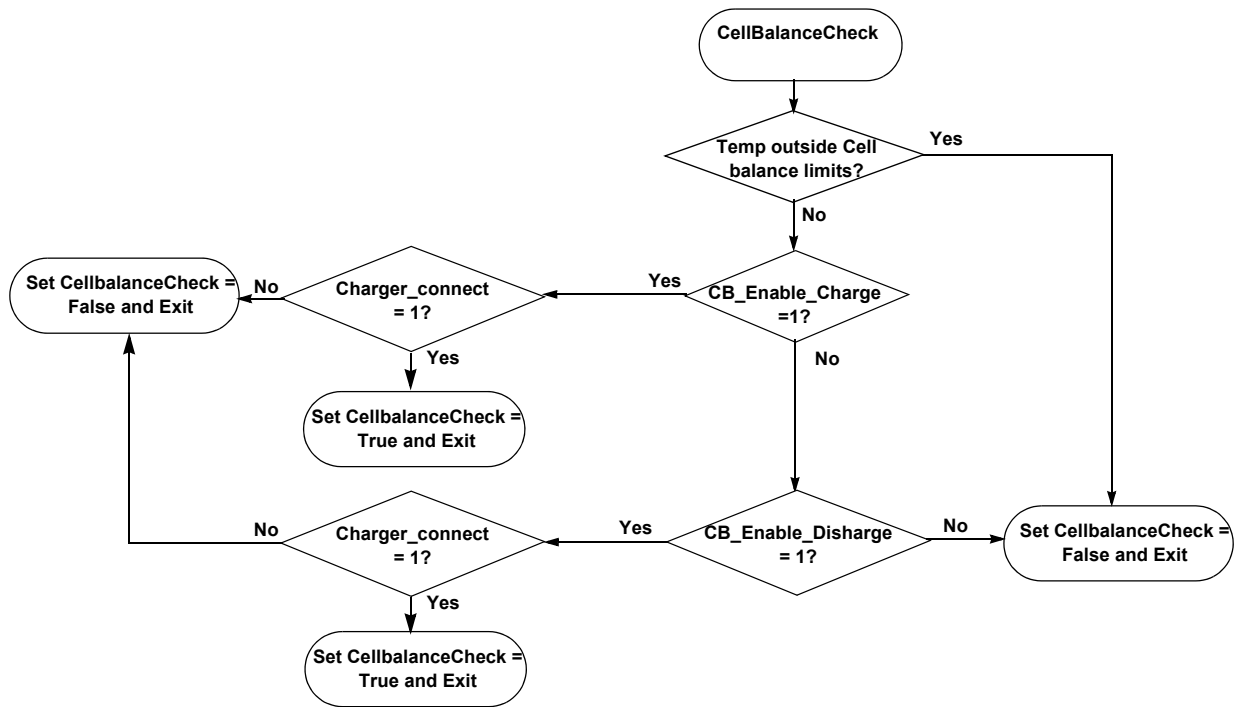 CellBalanceCheck
Temp outside Cell
balance limits?
Yes
No
CB_Enable_Charge
=1?
Yes
No
Charger_connect
= 1?
No
Yes
Set CellbalanceCheck =
False and Exit
Set CellbalanceCheck =
True and Exit
CB_Enable_Disharge
= 1?
Yes
No
Set CellbalanceCheck =
False and Exit
Charger_connect
= 1?
No
Yes
Set CellbalanceCheck =
True and Exit